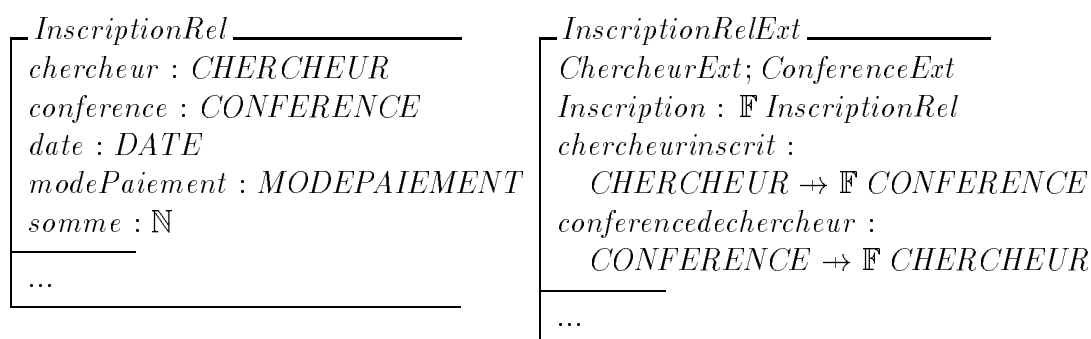 InscriptionRel
chercheur : CHERCHEUR
conference : CONFERENCE
date : DATE
modePaiement : MODEPAIEMENT
somme : ℕ
...
InscriptionRelExt
ChercheurExt; ConferenceExt
Inscription : 𝔽 InscriptionRel
chercheurinscrit :
CHERCHEUR ⇸ 𝔽 CONFERENCE
conferencedechercheur :
CONFERENCE ⇸ 𝔽 CHERCHEUR
...